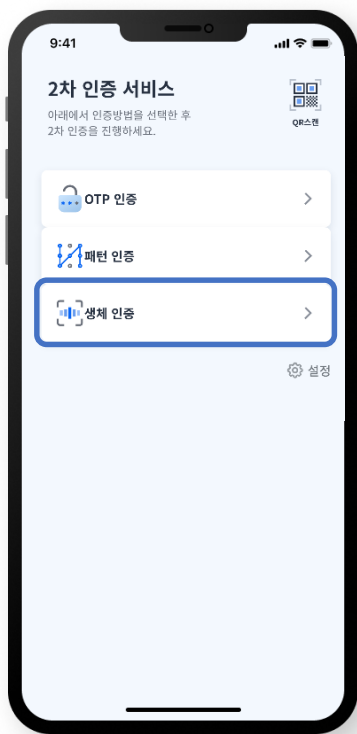 9:41
2차 인증 서비스
아래에서 인증방법을 선택한 후
2차 인증을 진행하세요.
QR스캔
OTP 인증
패턴 인증
생체 인증
설정